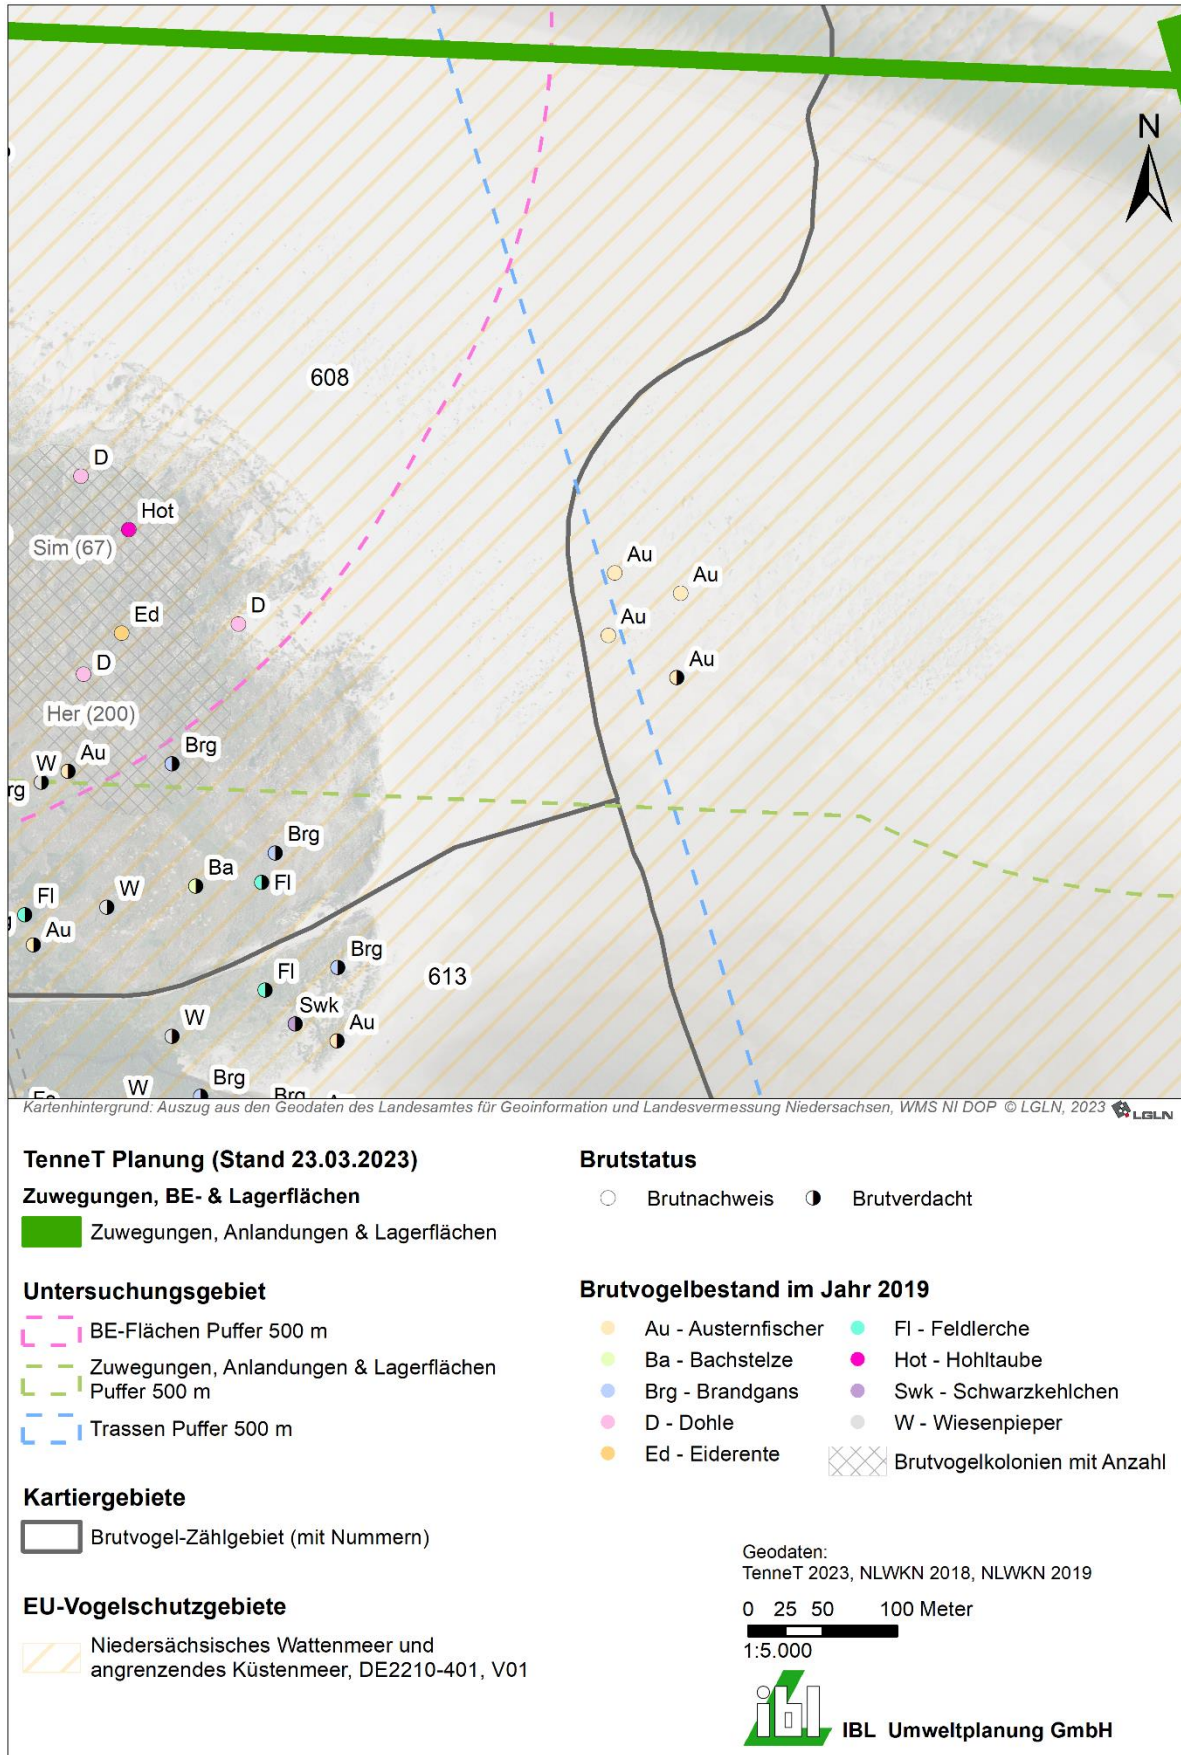 N
608
D
Hot
Sim (67)
Au
Au
Ed
D
Au
D
Au
Her (200)
Brg
Au
W
rg
Brg
Ba
Fl
W
Fl
Au
Brg
Fl
613
Swk
W
Au
Brg
W
Brg
Kartenhintergrund: Auszug aus den Geodaten des Landesamtes für Geoinformation und Landesvermessung Niedersachsen, WMS NI DOP © LGLN, 2023 LGLN
TenneT Planung (Stand 23.03.2023)
Zuwegungen, BE- & Lagerflächen
Zuwegungen, Anlandungen & Lagerflächen
Untersuchungsgebiet
BE-Flächen Puffer 500 m
Zuwegungen, Anlandungen & Lagerflächen
Puffer 500 m
Trassen Puffer 500 m
Kartiergebiete
Brutvogel-Zählgebiet (mit Nummern)
EU-Vogelschutzgebiete
Niedersächsisches Wattenmeer und
angrenzendes Küstenmeer, DE2210-401, V01
Brutstatus
Brutnachweis
Brutverdacht
Brutvogelbestand im Jahr 2019
Au - Austernfischer
Ba - Bachstelze
Brg - Brandgans
D - Dohle
Ed - Eiderente
Fl - Feldlerche
Hot - Hohltaube
Swk - Schwarzkehlchen
W - Wiesenpieper
Brutvogelkolonien mit Anzahl
Geodaten:
TenneT 2023, NLWKN 2018, NLWKN 2019
0 25 50 100 Meter
1:5.000
ibl
IBL Umweltplanung GmbH